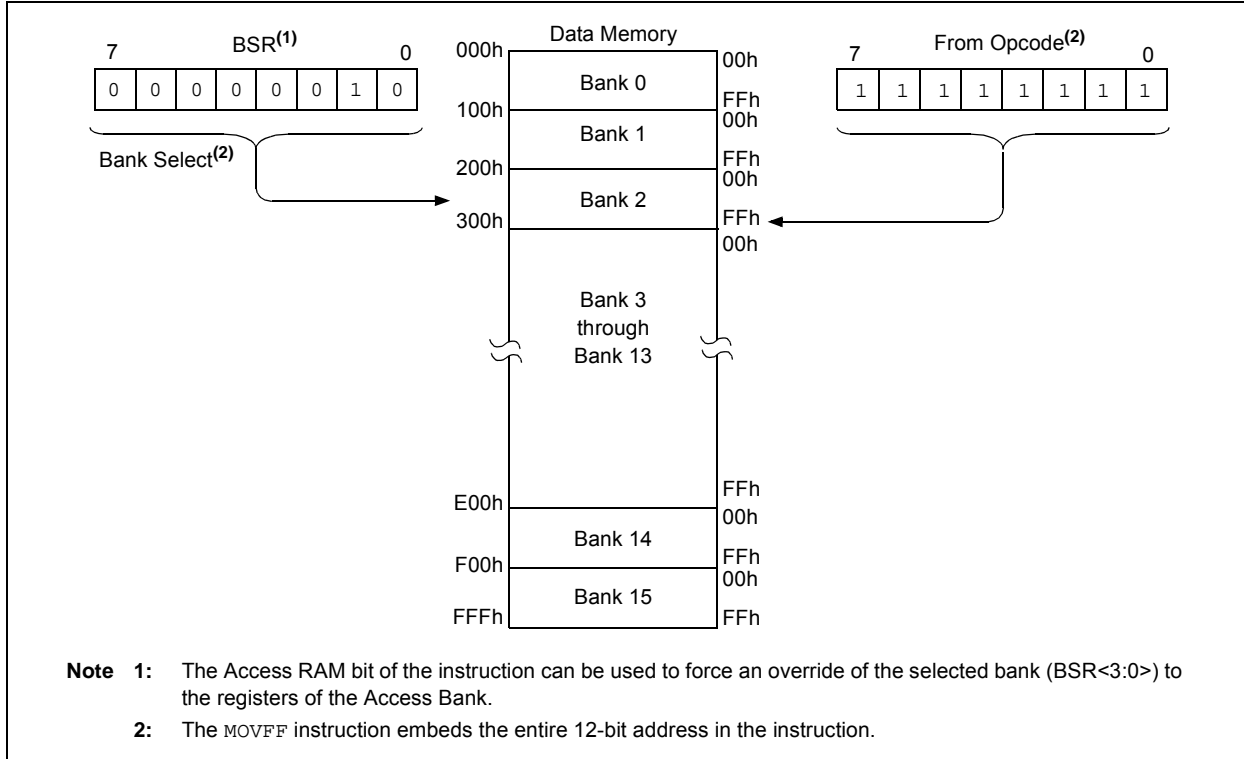 Data Memory
BSR(1)
7 0
0 0 0 0 0 0 1 0
Bank Select(2)
From Opcode(2)
7 0
1 1 1 1 1 1 1 1
000h 00h
Bank 0
FFh
100h 00h
Bank 1
FFh
200h 00h
Bank 2
300h FFh
00h
Bank 3
through
Bank 13
FFh
E00h 00h
Bank 14
FFh
F00h 00h
Bank 15
FFFh FFh
Note 1: The Access RAM bit of the instruction can be used to force an override of the selected bank (BSR<3:0>) to
the registers of the Access Bank.
2: The MOVFF instruction embeds the entire 12-bit address in the instruction.